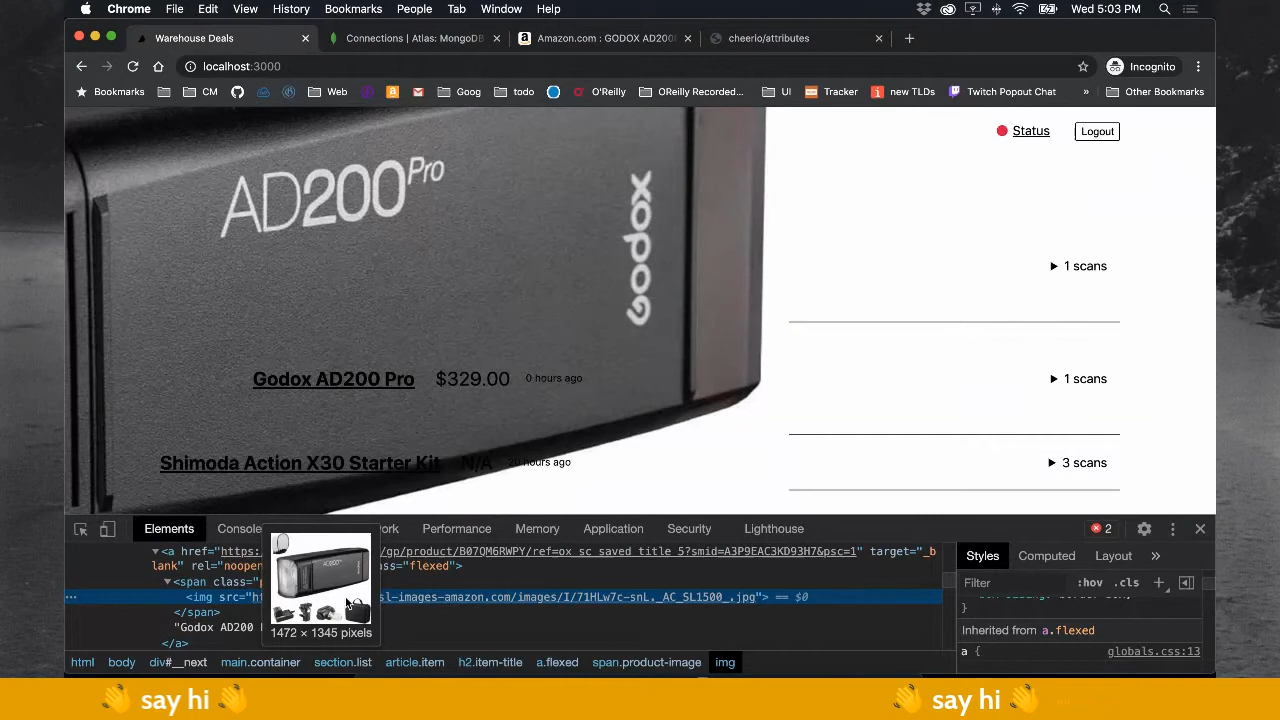 Chrome File Edit View History Bookmarks People Tab Window Help Wed 5:03 PM
Warehouse Deals Connections | Atlas: MongoDB Amazon.com : GODOX AD200 cheerio/attributes
localhost:3000 Incognito
Bookmarks CM Web Goog todo O'Reilly OReilly Recorded... UI Tracker new TLDs Twitch Popout Chat » Other Bookmarks
Status Logout
AD200Pro
Godox
1 scans
Godox AD200 Pro $329.00 0 hours ago 1 scans
Shimoda Action X30 Starter Kit N/A 20 hours ago 3 scans
Elements Console Performance Memory Application Security Lighthouse 2
<a href="https: /gp/product/B07QM6RWPY/ref=ox_sc_saved_title_5?smid=A3P9EAC3KD93H7&psc=1" target="_b
lank" rel="noopen class="flexed">
<span class="p
<img src="ht sl-images-amazon.com/images/I/71HLw7c-snL._AC_SL1500_.jpg"> == $0
</span>
"Godox AD200
</a>
1472 × 1345 pixels
html body div#__next main.container section.list article.item h2.item-title a.flexed span.product-image img
Styles Computed Layout »
Filter :hov .cls
}
Inherited from a.flexed
a { globals.css:13
say hi say hi